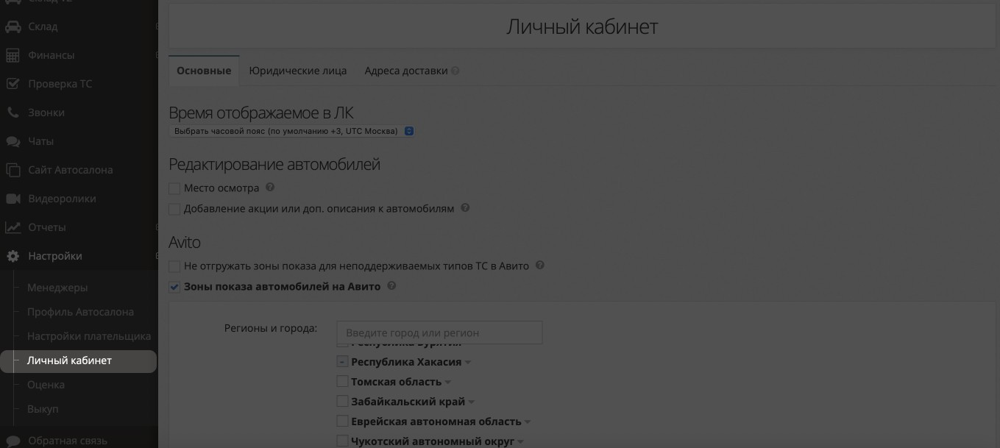 Склад
Финансы
Проверка ТС
Звонки
Чаты
Сайт Автосалона
Видеоролики
Отчеты
Настройки
Менеджеры
Профиль Автосалона
Настройки плательщика
Личный кабинет
Оценка
Выкуп
Обратная связь
Личный кабинет
Основные Юридические лица Адреса доставки
Время отображаемое в ЛК
Выбрать часовой пояс (по умолчанию +3, UTC Москва)
Редактирование автомобилей
Место осмотра
Добавление акции или доп. описания к автомобилям
Avito
Не отгружать зоны показа для неподдерживаемых типов ТС в Авито
Зоны показа автомобилей на Авито
Регионы и города: Введите город или регион
Республика Бурятия
Республика Хакасия
Томская область
Забайкальский край
Еврейская автономная область
Чукотский автономный округ